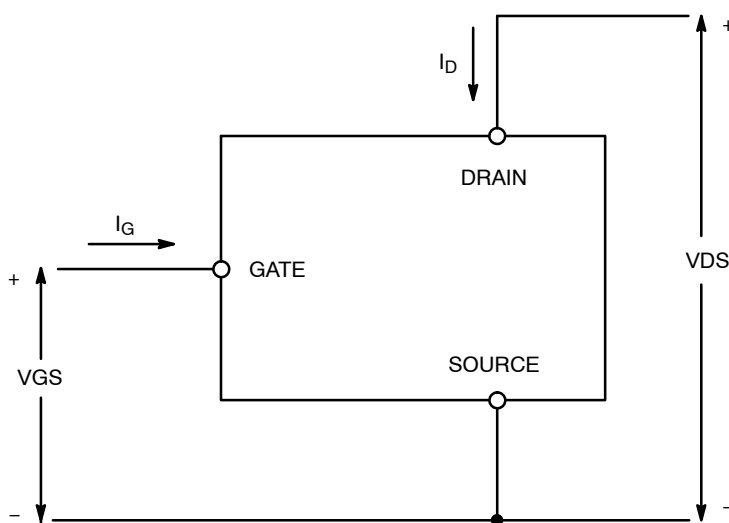 +
I_D
DRAIN
I_G
VDS
+
GATE
SOURCE
VGS
−
−